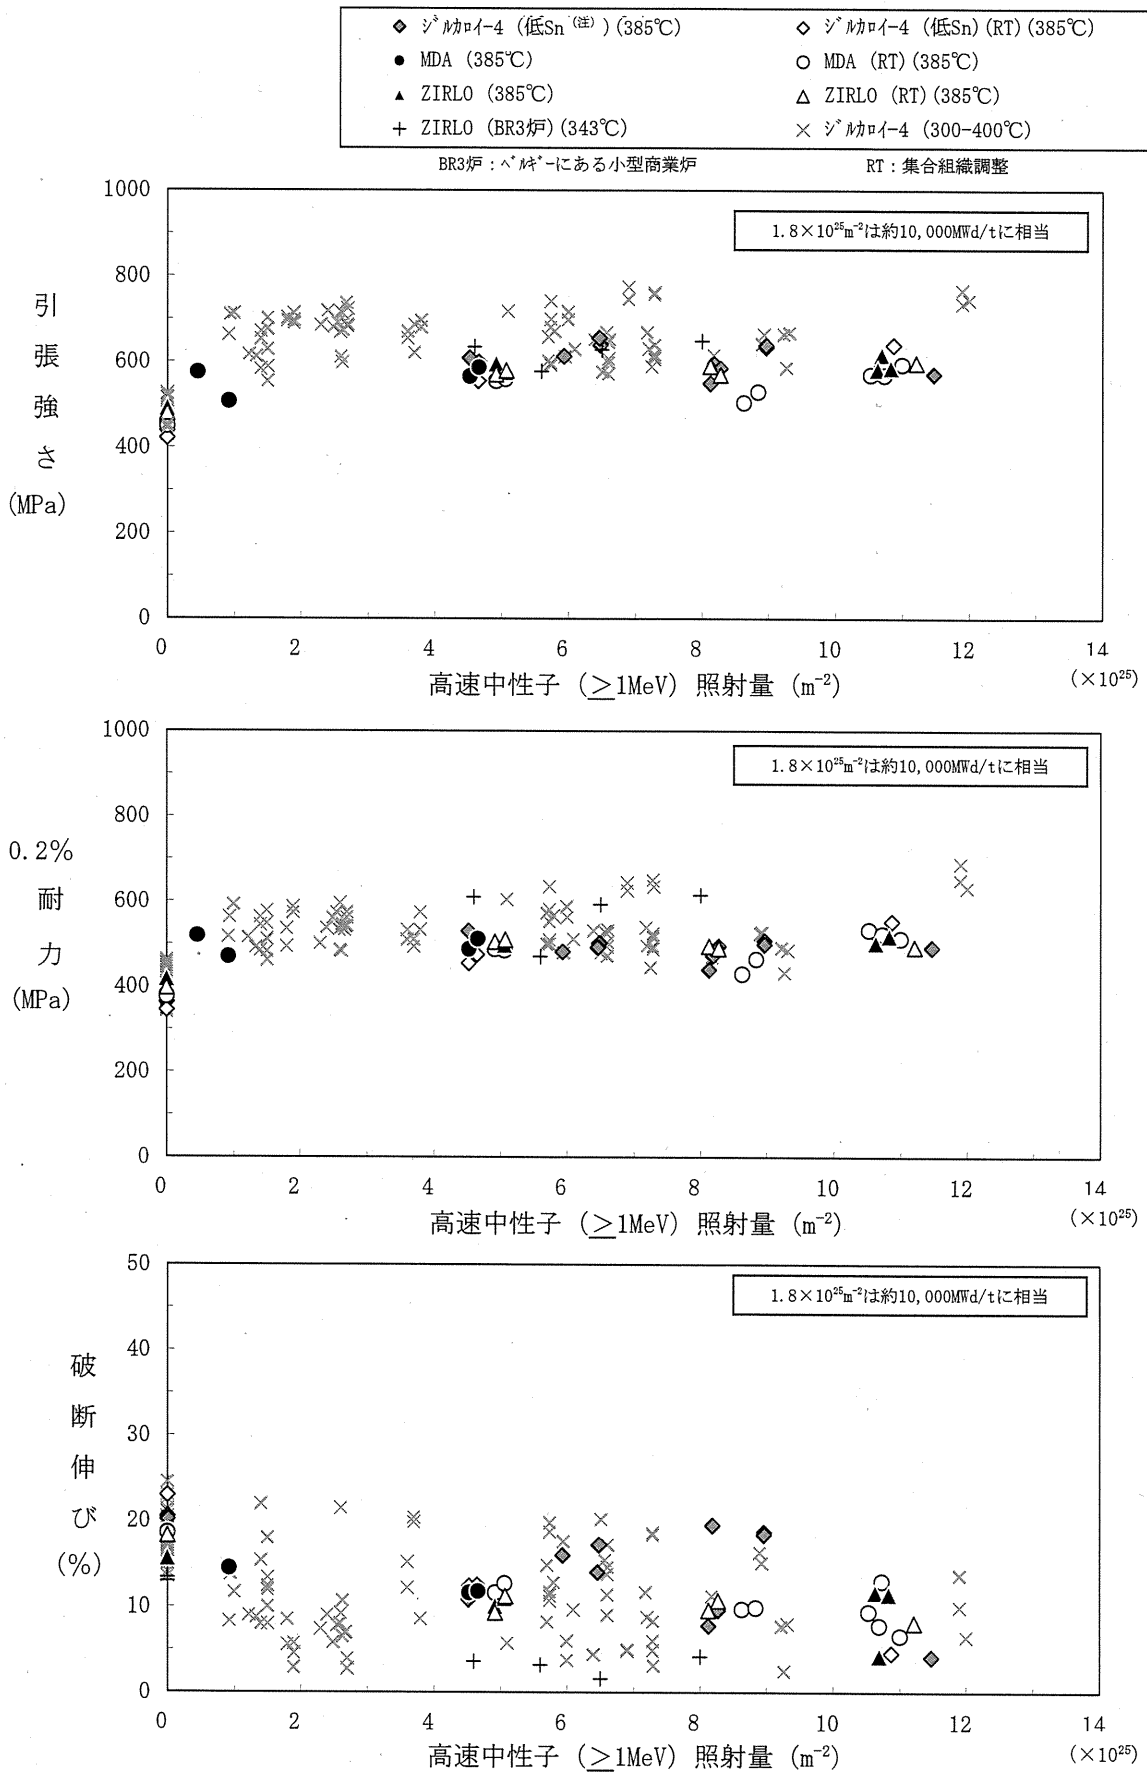 ｼﾞﾙｶﾛｲ-4 (低Sn(注)) (385℃)
ｼﾞﾙｶﾛｲ-4 (低Sn) (RT) (385℃)
MDA (385℃)
MDA (RT) (385℃)
ZIRLO (385℃)
ZIRLO (RT) (385℃)
ZIRLO (BR3炉) (343℃)
ｼﾞﾙｶﾛｲ-4 (300-400℃)
BR3炉：ﾍﾞﾙｷﾞｰにある小型商業炉
RT：集合組織調整
1000
800
600
400
200
0
引張強さ
(MPa)
1.8×10²⁵m⁻²は約10,000MWd/tに相当
0 2 4 6 8 10 12 14
高速中性子 (≥1MeV) 照射量 (m⁻²)
(×10²⁵)
1000
800
600
400
200
0
0.2%
耐力
(MPa)
1.8×10²⁵m⁻²は約10,000MWd/tに相当
0 2 4 6 8 10 12 14
高速中性子 (≥1MeV) 照射量 (m⁻²)
(×10²⁵)
50
40
30
20
10
0
破断伸び
(%)
1.8×10²⁵m⁻²は約10,000MWd/tに相当
0 2 4 6 8 10 12 14
高速中性子 (≥1MeV) 照射量 (m⁻²)
(×10²⁵)